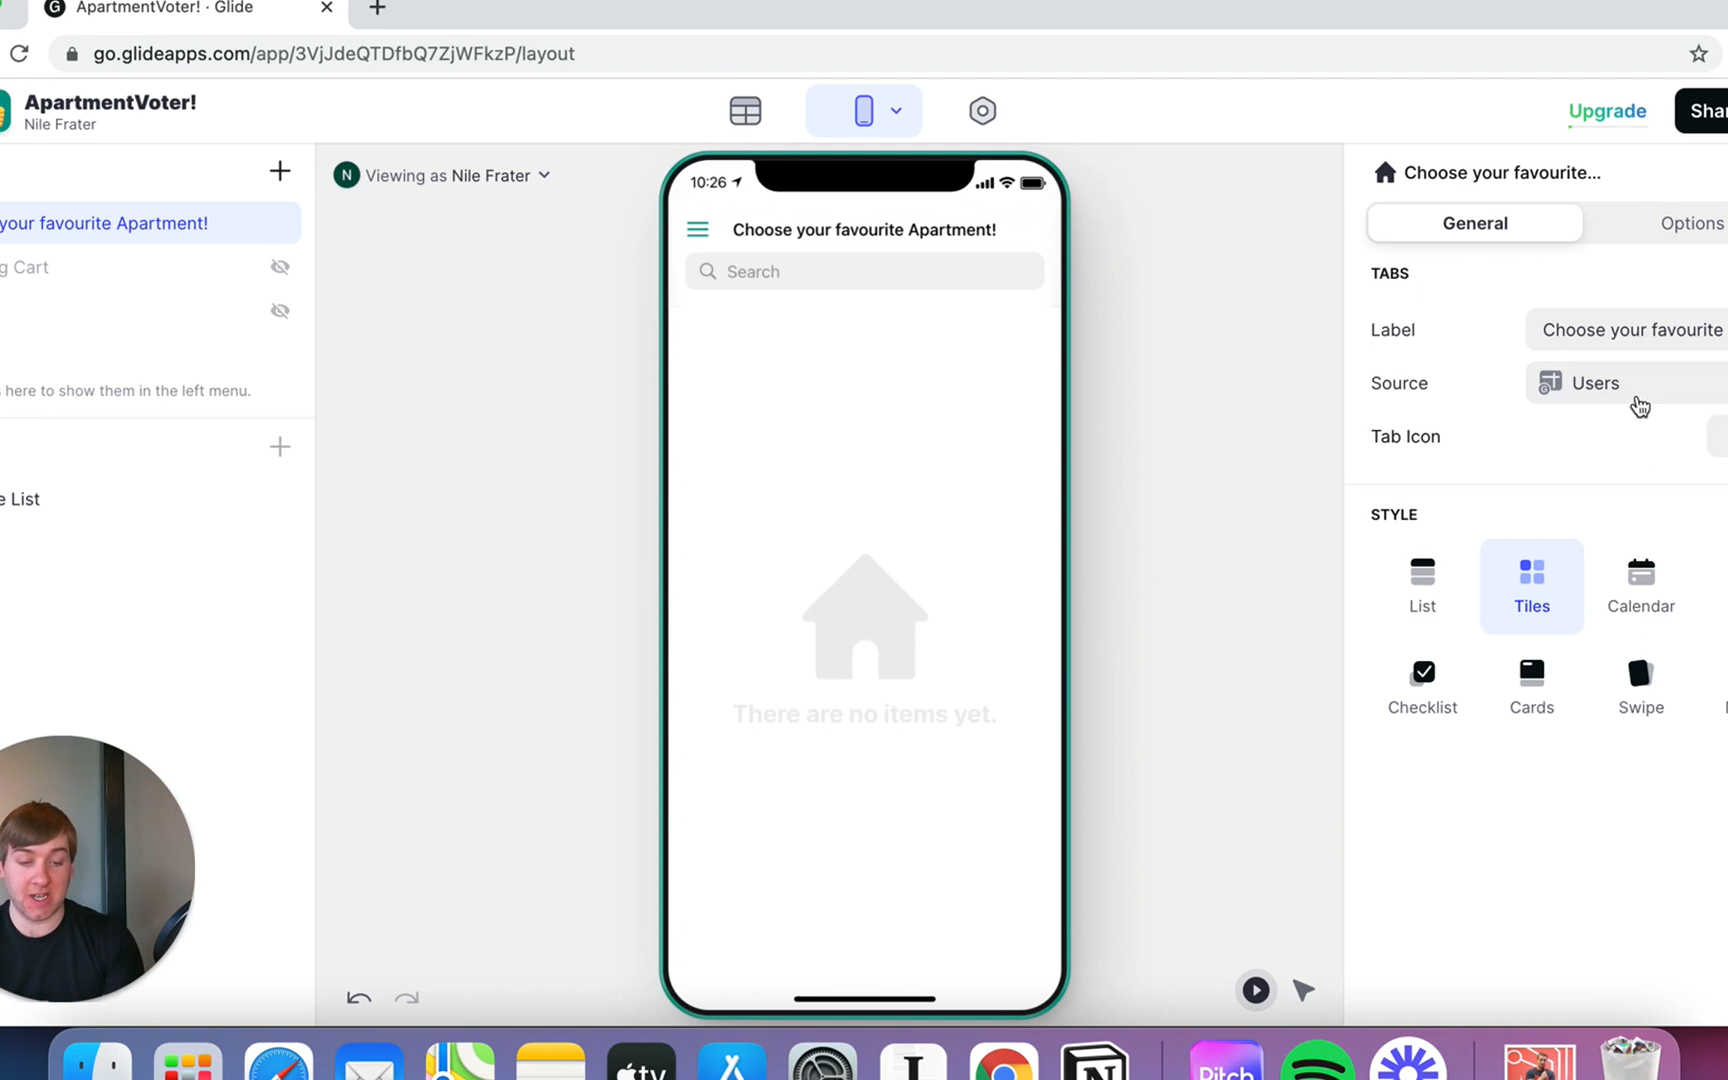 ApartmentVoter! · Glide
go.glideapps.com/app/3VjJdeQTDfbQ7ZjWFkzP/layout
ApartmentVoter!
Nile Frater
Upgrade
Shar
your favourite Apartment!
g Cart
s here to show them in the left menu.
e List
N Viewing as Nile Frater
10:26
Choose your favourite Apartment!
Search
There are no items yet.
Choose your favourite...
General
Options
TABS
Label
Choose your favourite
Source
Users
Tab Icon
STYLE
List
Tiles
Calendar
Checklist
Cards
Swipe
tv
Pitch